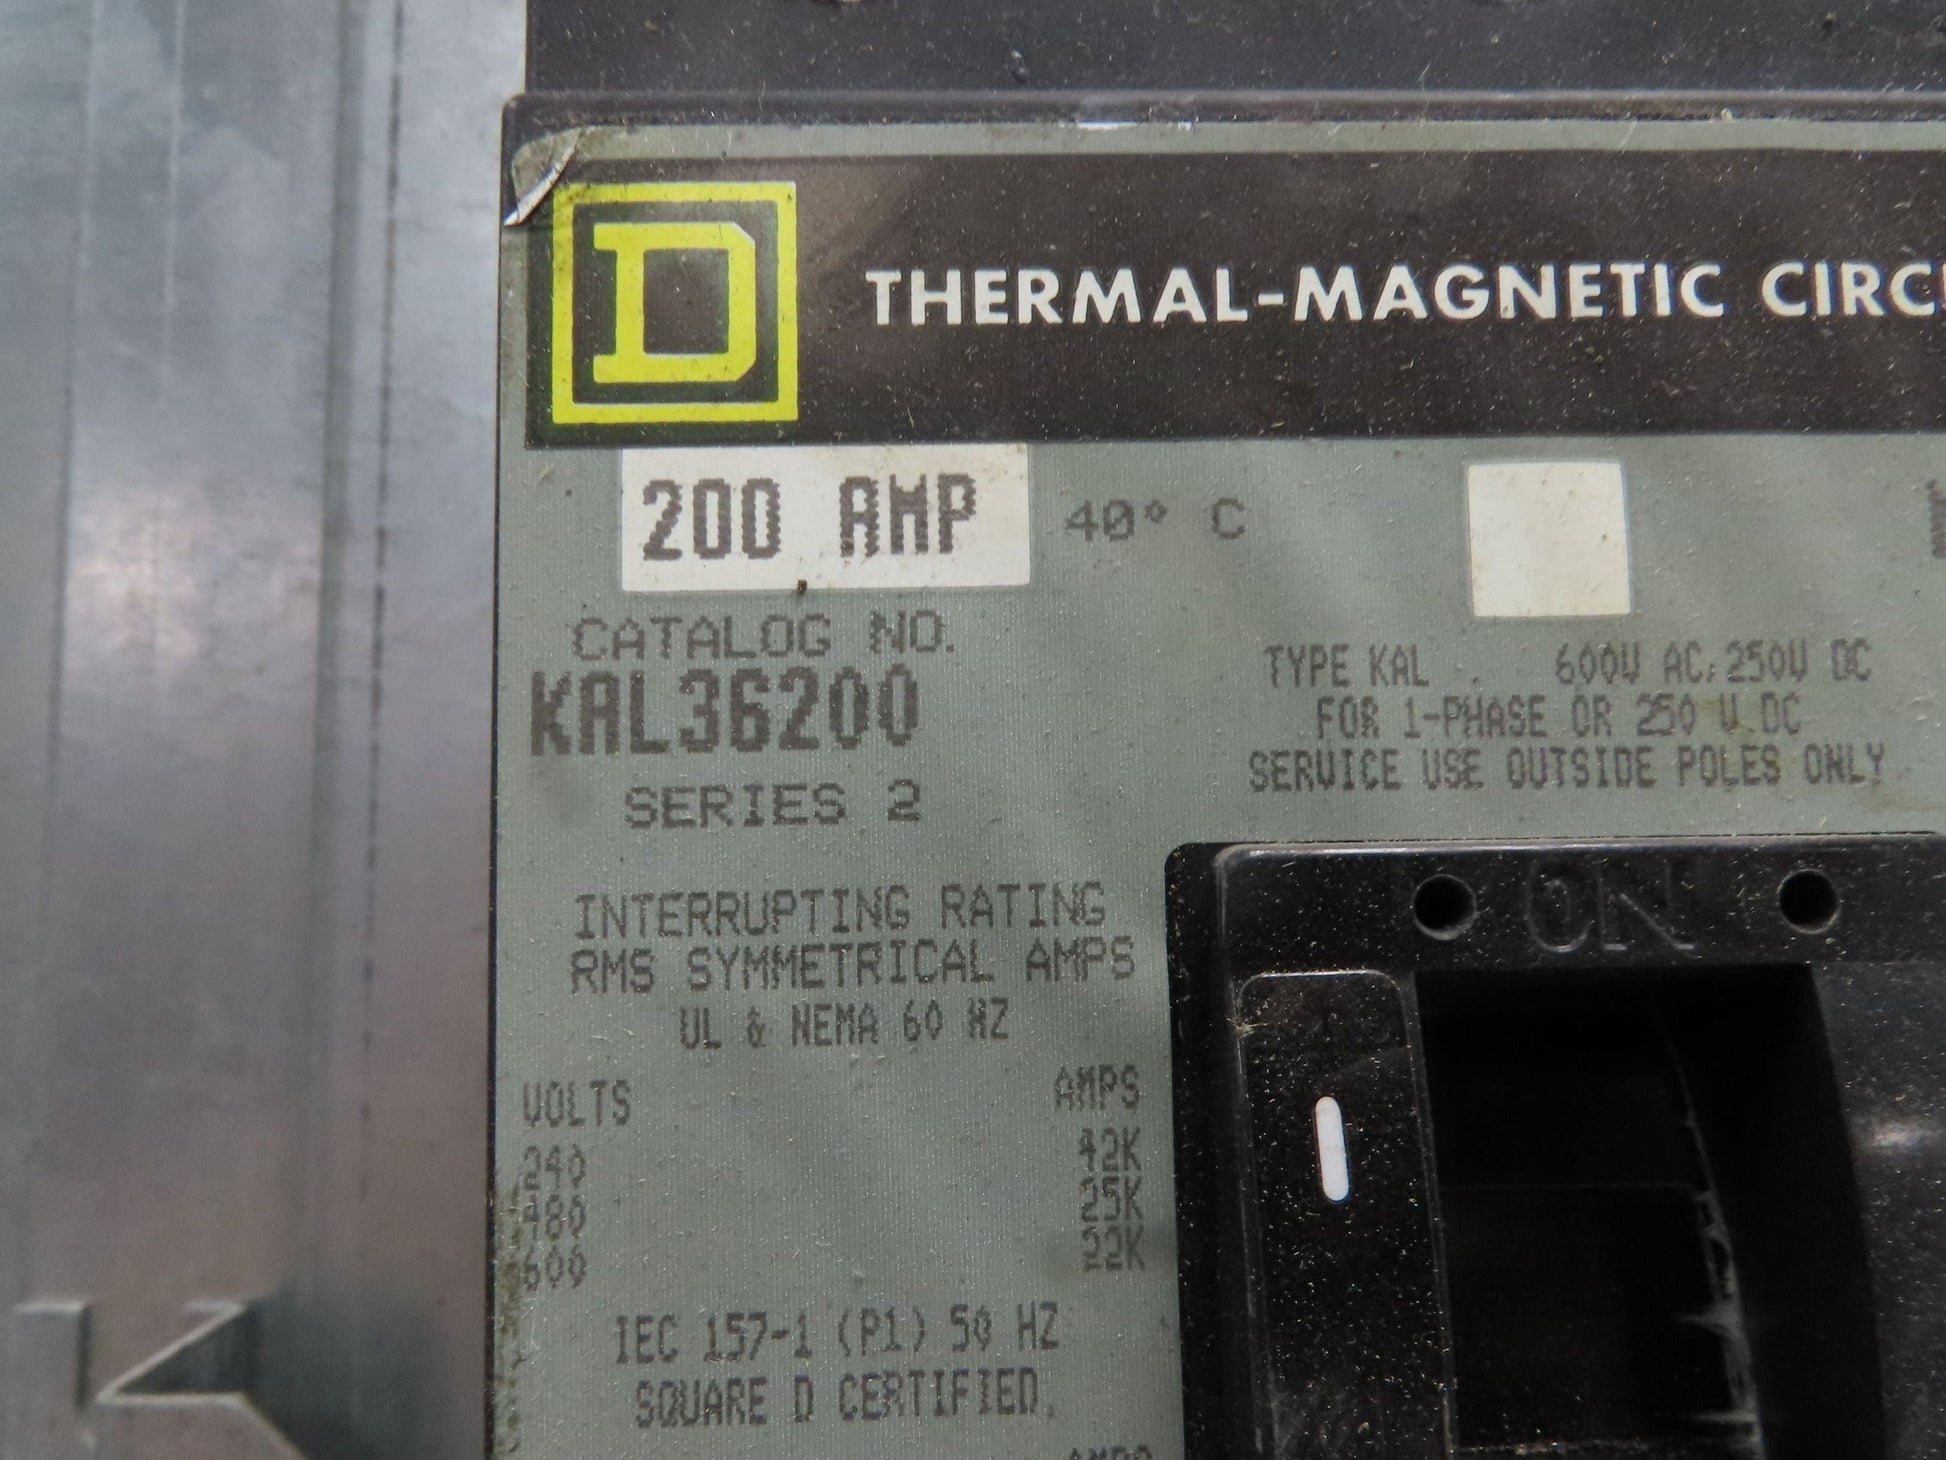 D
THERMAL-MAGNETIC
200 AMP 40° C
CATALOG NO.
KAL36200
SERIES 2
TYPE KAL . 600V AC, 250V DC
FOR 1-PHASE OR 250 V.DC
SERVICE USE OUTSIDE POLES ONLY
ON
INTERRUPTING RATING
RMS SYMMETRICAL AMPS
UL & NEMA 60 HZ
VOLTS AMPS
240 42K
480 25K
600 22K
IEC 157-1 (P1) 50 HZ
SQUARE D CERTIFIED.